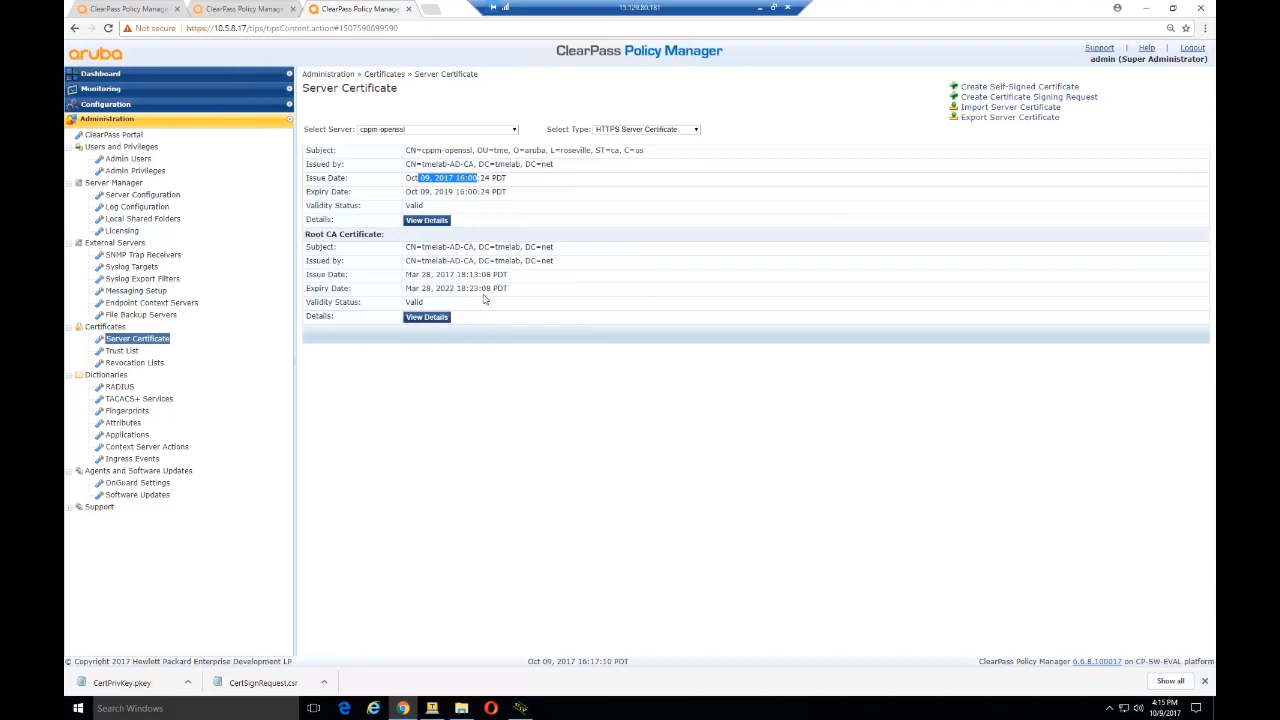 ClearPass Policy Manage
ClearPass Policy Manage
ClearPass Policy Manage
15.129.80.181
Not secure
https://10.5.8.17/tips/tipsContent.action#1507590899590
aruba
ClearPass Policy Manager
Support | Help | Logout
admin (Super Administrator)
Dashboard
Monitoring
Configuration
Administration
ClearPass Portal
Users and Privileges
Admin Users
Admin Privileges
Server Manager
Server Configuration
Log Configuration
Local Shared Folders
Licensing
External Servers
SNMP Trap Receivers
Syslog Targets
Syslog Export Filters
Messaging Setup
Endpoint Context Servers
File Backup Servers
Certificates
Server Certificate
Trust List
Revocation Lists
Dictionaries
RADIUS
TACACS+ Services
Fingerprints
Attributes
Applications
Context Server Actions
Ingress Events
Agents and Software Updates
OnGuard Settings
Software Updates
Support
Administration » Certificates » Server Certificate
Server Certificate
Create Self-Signed Certificate
Create Certificate Signing Request
Import Server Certificate
Export Server Certificate
Select Server: cppm-openssl Select Type: HTTPS Server Certificate
Subject: CN=cppm-openssl, OU=tme, O=aruba, L=roseville, ST=ca, C=us
Issued by: CN=tmelab-AD-CA, DC=tmelab, DC=net
Issue Date: Oct 09, 2017 16:00:24 PDT
Expiry Date: Oct 09, 2019 16:00:24 PDT
Validity Status: Valid
Details: View Details
Root CA Certificate:
Subject: CN=tmelab-AD-CA, DC=tmelab, DC=net
Issued by: CN=tmelab-AD-CA, DC=tmelab, DC=net
Issue Date: Mar 28, 2017 18:13:08 PDT
Expiry Date: Mar 28, 2022 18:23:08 PDT
Validity Status: Valid
Details: View Details
© Copyright 2017 Hewlett Packard Enterprise Development LP
Oct 09, 2017 16:17:10 PDT
ClearPass Policy Manager 6.6.8.100017 on CP-SW-EVAL platform
CertPrivKey.pkey
CertSignRequest.csr
Show all
Search Windows
4:15 PM
10/9/2017